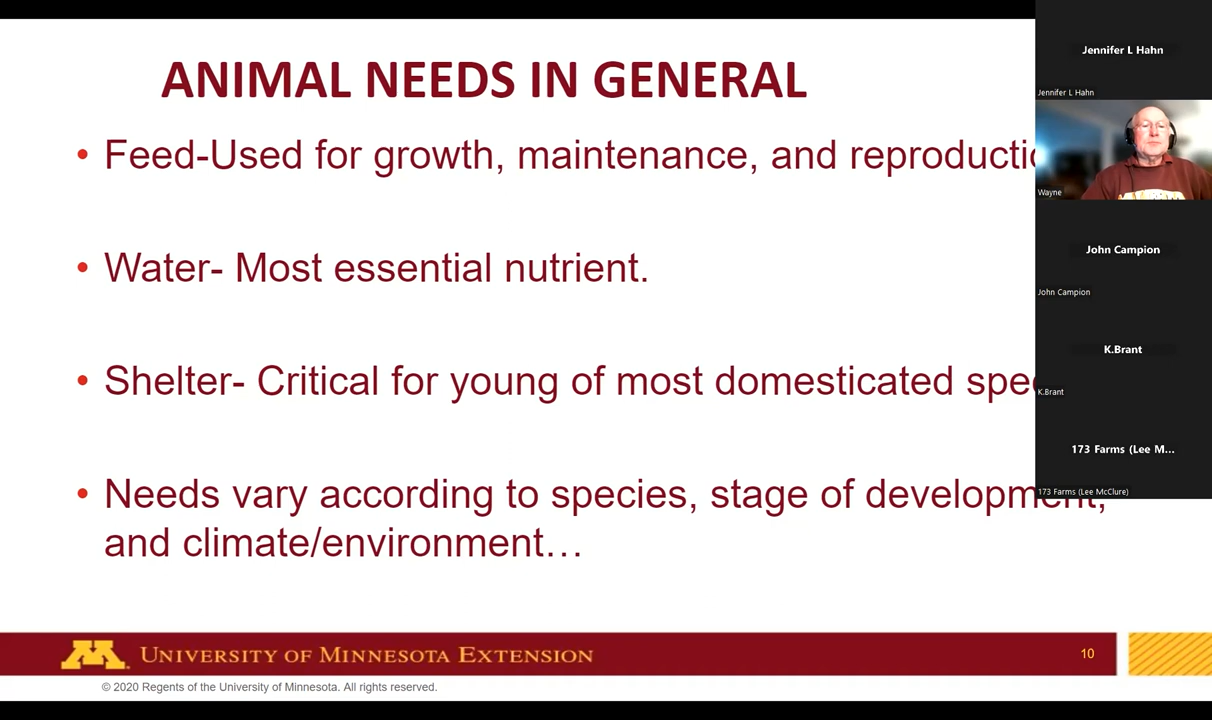 ANIMAL NEEDS IN GENERAL
• Feed-Used for growth, maintenance, and
• Water- Most essential nutrient.
• Shelter- Critical for young of most domesticated
• Needs vary according to species, stage of development,
and climate/environment…
UNIVERSITY OF MINNESOTA EXTENSION
10
© 2020 Regents of the University of Minnesota. All rights reserved.
Jennifer L Hahn
Jennifer L Hahn
Wayne
John Campion
John Campion
K.Brant
K.Brant
173 Farms (Lee M...
173 Farms (Lee McClure)